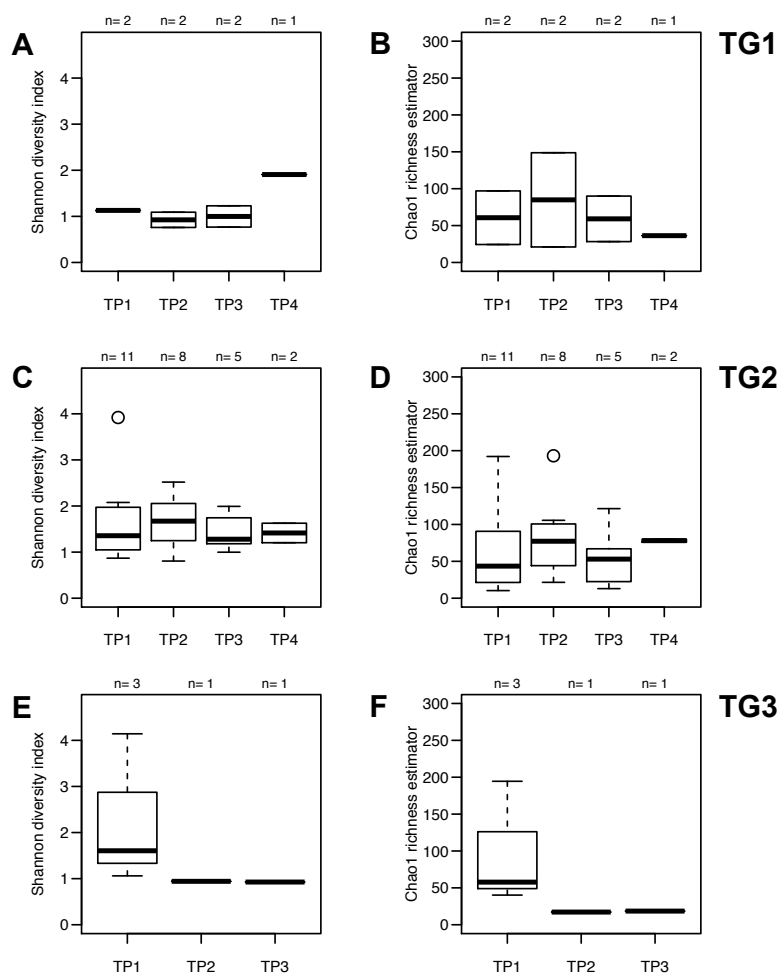 n= 2 n= 2 n= 2 n= 1
A
Shannon diversity index
4
3
2
1
0
TP1 TP2 TP3 TP4
n= 2 n= 2 n= 2 n= 1
B
TG1
Chao1 richness estimator
300
250
200
150
100
50
0
TP1 TP2 TP3 TP4
n= 11 n= 8 n= 5 n= 2
C
Shannon diversity index
4
3
2
1
0
TP1 TP2 TP3 TP4
n= 11 n= 8 n= 5 n= 2
D
TG2
Chao1 richness estimator
300
250
200
150
100
50
0
TP1 TP2 TP3 TP4
n= 3 n= 1 n= 1
E
Shannon diversity index
4
3
2
1
0
TP1 TP2 TP3
n= 3 n= 1 n= 1
F
TG3
Chao1 richness estimator
300
250
200
150
100
50
0
TP1 TP2 TP3